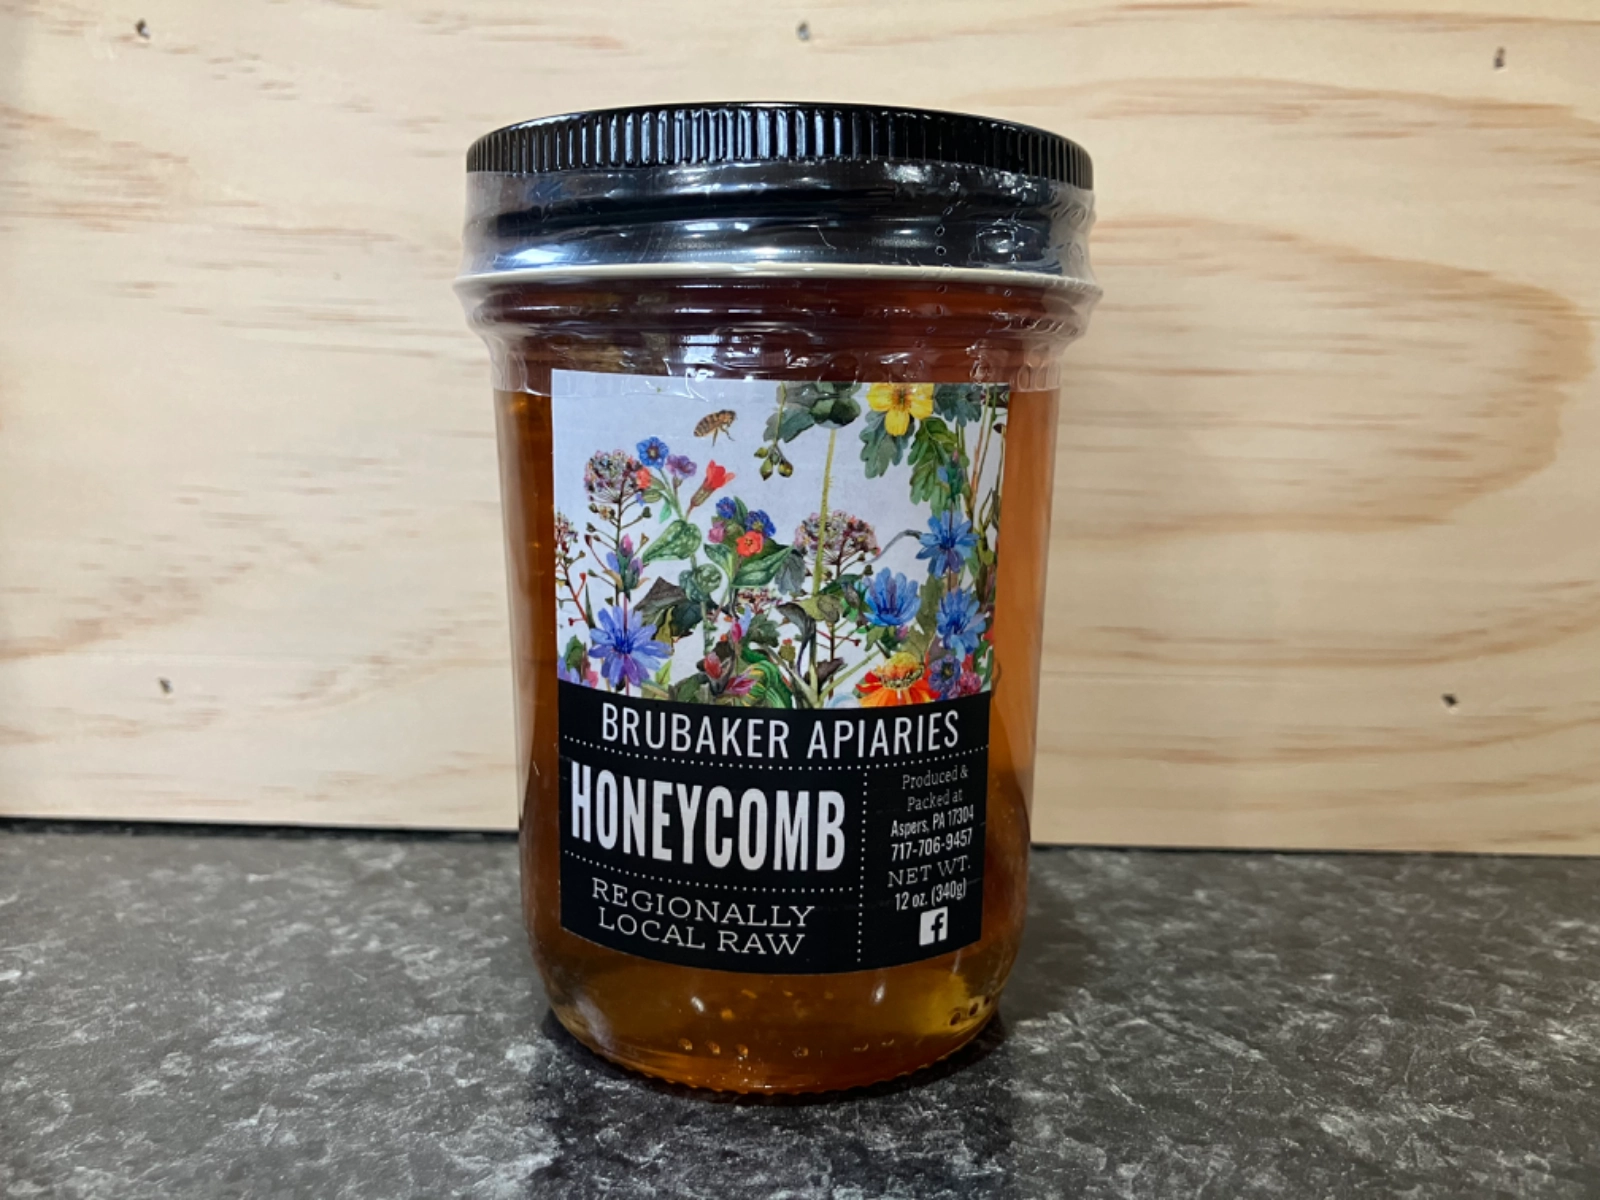 BRUBAKER APIARIES
HONEYCOMB
REGIONALLY
LOCAL RAW
Produced &
Packed at
Aspers, PA 17304
717-706-9457
NET WT.
12 oz. (340g)
f